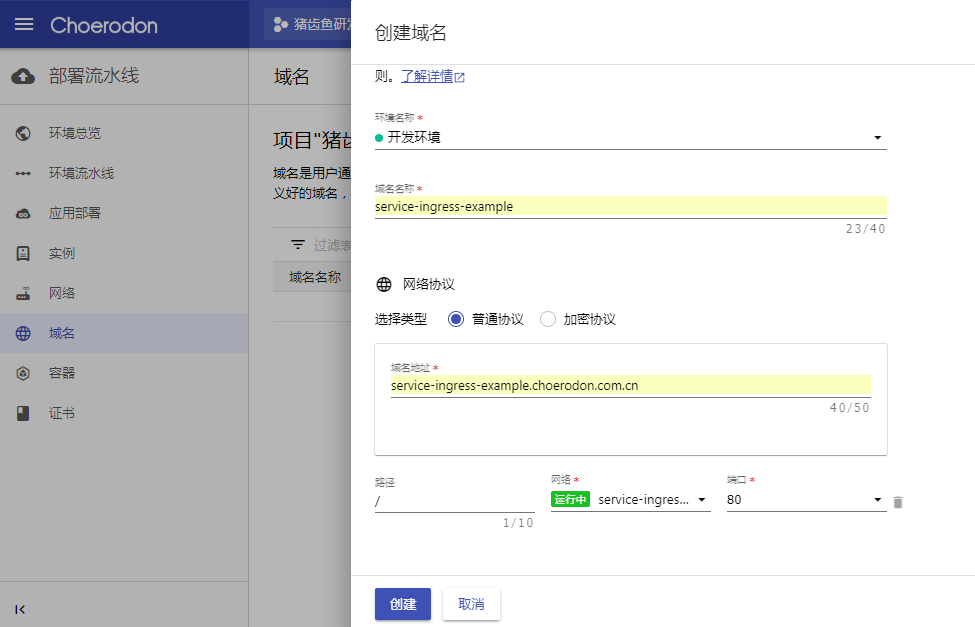 Choerodon
猪齿鱼研发
部署流水线
环境总览
环境流水线
应用部署
实例
网络
域名
容器
证书
域名
项目"猪齿
域名是用户通
义好的域名，
过滤表
域名名称
创建域名
则。了解详情
环境名称 *
开发环境
域名名称 *
service-ingress-example
23/40
网络协议
选择类型 普通协议 加密协议
域名地址 *
service-ingress-example.choerodon.com.cn
40/50
路径 网络 * 端口 *
/ 运行中 service-ingres... 80
1/10
创建 取消